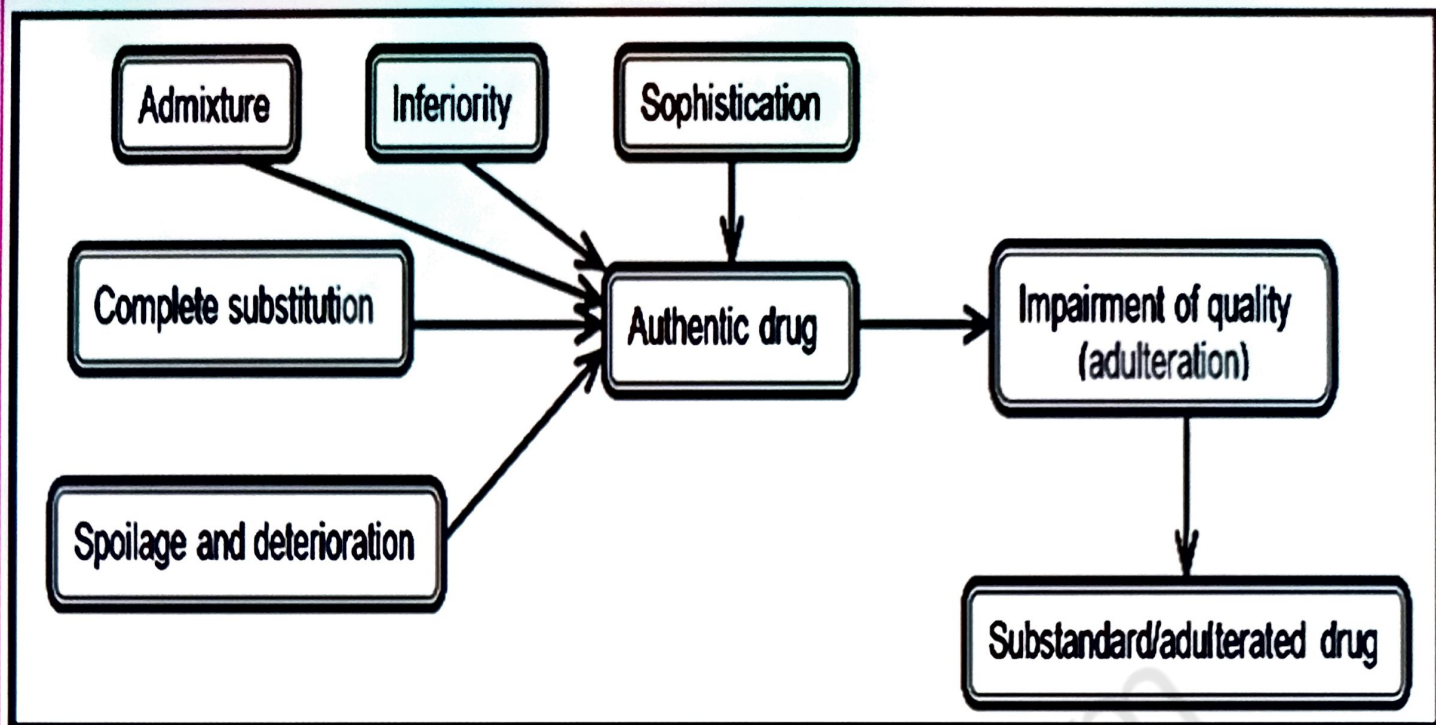 Admixture
Inferiority
Sophistication
Complete substitution
Authentic drug
Impairment of quality
(adulteration)
Spoilage and deterioration
Substandard/adulterated drug